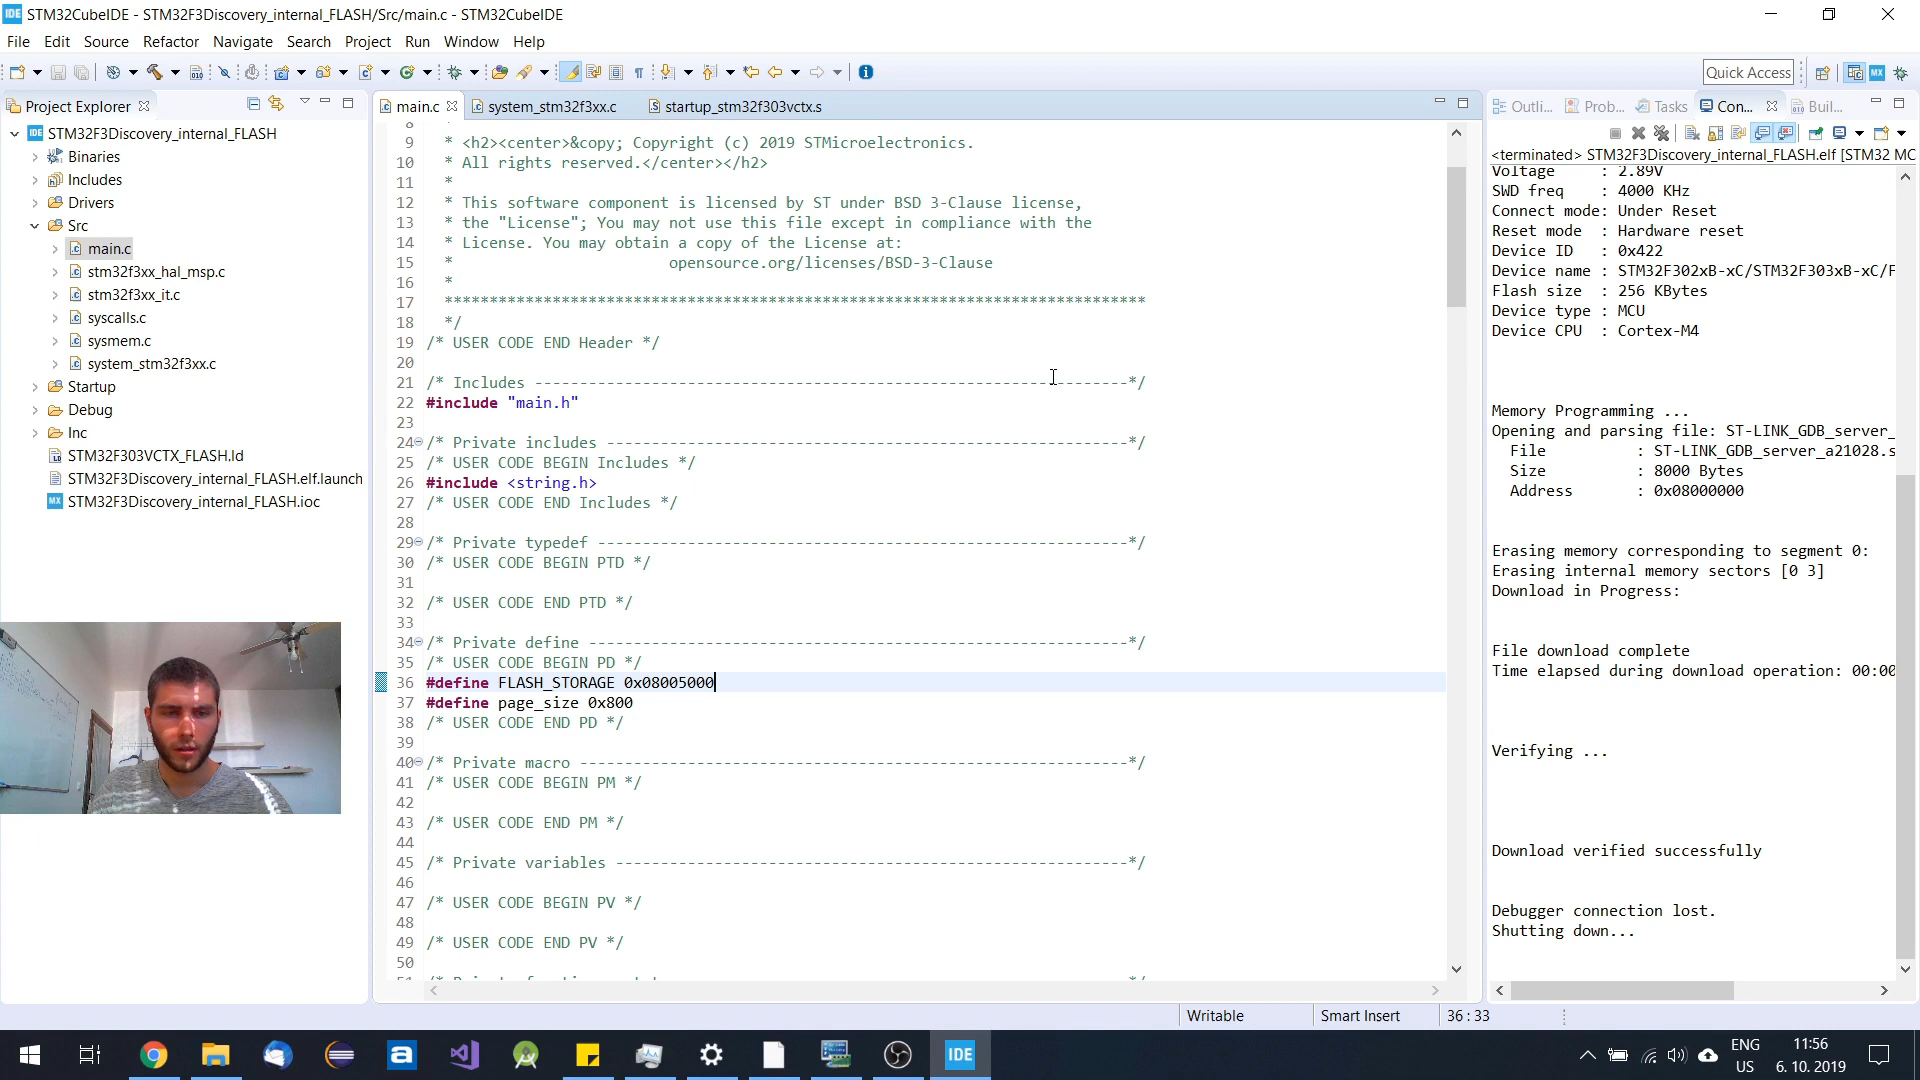 IDE STM32CubeIDE - STM32F3Discovery_internal_FLASH/Src/main.c - STM32CubeIDE
File Edit Source Refactor Navigate Search Project Run Window Help
Quick Access
Project Explorer
STM32F3Discovery_internal_FLASH
Binaries
Includes
Drivers
Src
main.c
stm32f3xx_hal_msp.c
stm32f3xx_it.c
syscalls.c
sysmem.c
system_stm32f3xx.c
Startup
Debug
Inc
STM32F303VCTX_FLASH.ld
STM32F3Discovery_internal_FLASH.elf.launch
MX STM32F3Discovery_internal_FLASH.ioc
main.c system_stm32f3xx.c startup_stm32f303vctx.s
8 *
9 * <h2><center>&copy; Copyright (c) 2019 STMicroelectronics.
10 * All rights reserved.</center></h2>
11 *
12 * This software component is licensed by ST under BSD 3-Clause license,
13 * the "License"; You may not use this file except in compliance with the
14 * License. You may obtain a copy of the License at:
15 * opensource.org/licenses/BSD-3-Clause
16 *
17 ******************************************************************************
18 */
19 /* USER CODE END Header */
20
21 /* Includes ------------------------------------------------------------------*/
22 #include "main.h"
23
24 /* Private includes ----------------------------------------------------------*/
25 /* USER CODE BEGIN Includes */
26 #include <string.h>
27 /* USER CODE END Includes */
28
29 /* Private typedef -----------------------------------------------------------*/
30 /* USER CODE BEGIN PTD */
31
32 /* USER CODE END PTD */
33
34 /* Private define ------------------------------------------------------------*/
35 /* USER CODE BEGIN PD */
36 #define FLASH_STORAGE 0x08005000
37 #define page_size 0x800
38 /* USER CODE END PD */
39
40 /* Private macro -------------------------------------------------------------*/
41 /* USER CODE BEGIN PM */
42
43 /* USER CODE END PM */
44
45 /* Private variables ---------------------------------------------------------*/
46
47 /* USER CODE BEGIN PV */
48
49 /* USER CODE END PV */
50
Outli... Prob... Tasks Con... Buil...
<terminated> STM32F3Discovery_internal_FLASH.elf [STM32 MC
Voltage : 2.89V
SWD freq : 4000 KHz
Connect mode: Under Reset
Reset mode : Hardware reset
Device ID : 0x422
Device name : STM32F302xB-xC/STM32F303xB-xC/F
Flash size : 256 KBytes
Device type : MCU
Device CPU : Cortex-M4
Memory Programming ...
Opening and parsing file: ST-LINK_GDB_server_
File : ST-LINK_GDB_server_a21028.s
Size : 8000 Bytes
Address : 0x08000000
Erasing memory corresponding to segment 0:
Erasing internal memory sectors [0 3]
Download in Progress:
File download complete
Time elapsed during download operation: 00:00
Verifying ...
Download verified successfully
Debugger connection lost.
Shutting down...
Writable Smart Insert 36 : 33
IDE
ENG
US
11:56
6. 10. 2019